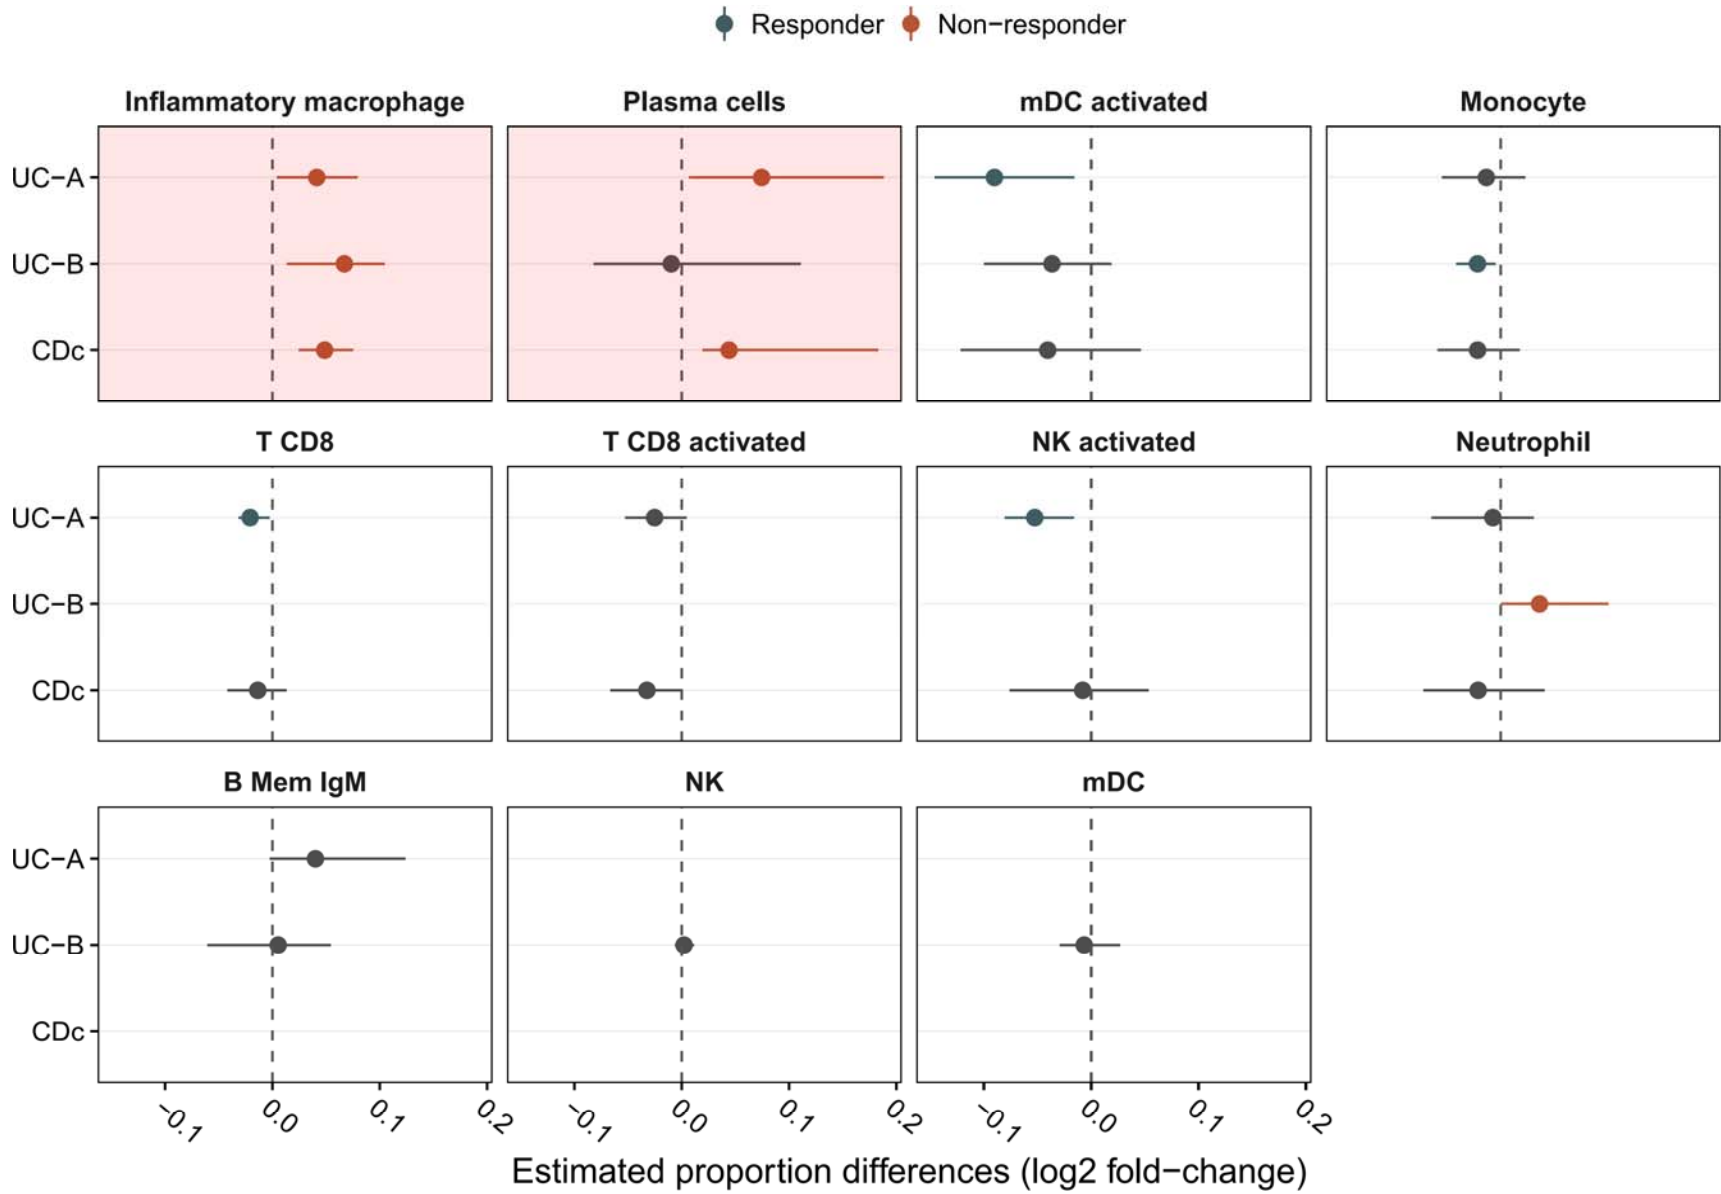 Responder Non−responder
Inflammatory macrophage Plasma cells mDC activated Monocyte
UC−A
UC−B
CDc
T CD8 T CD8 activated NK activated Neutrophil
UC−A
UC−B
CDc
B Mem IgM NK mDC
UC−A
UC−B
CDc
−0.1 0.0 0.1 0.2 −0.1 0.0 0.1 0.2 −0.1 0.0 0.1 0.2
Estimated proportion differences (log2 fold−change)